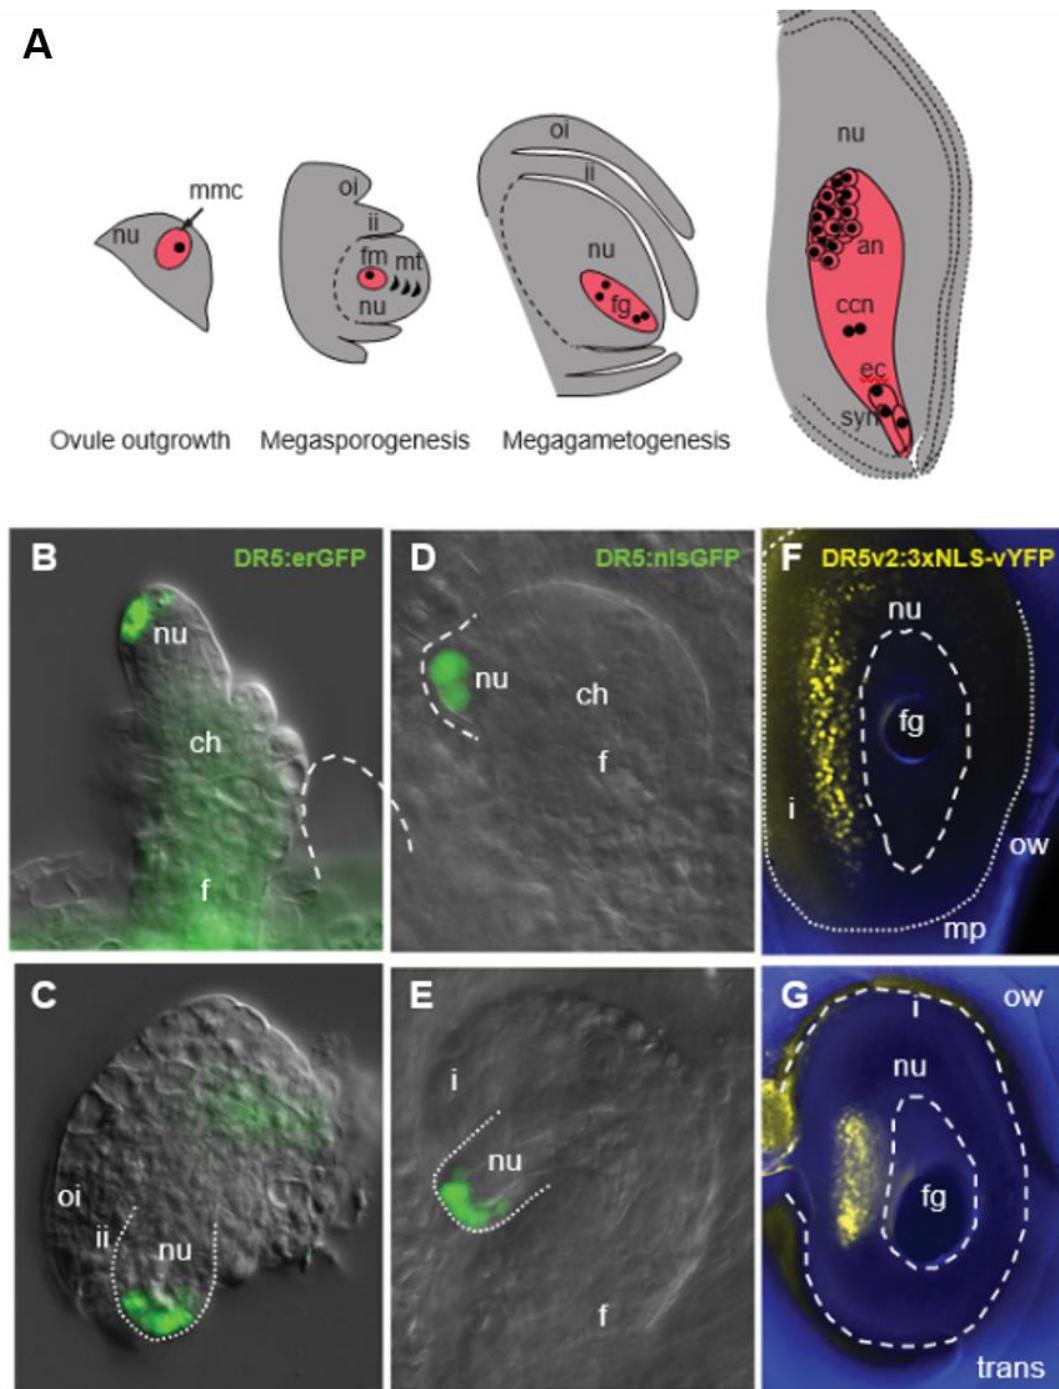 A
mmc
nu
oi
ii
fm
mt
nu
oi
ii
nu
fg
nu
an
ccn
ec
syn
Ovule outgrowth
Megasporogenesis
Megagametogenesis
B
DR5:erGFP
nu
ch
f
D
DR5:nlsGFP
nu
ch
f
F
DR5v2:3xNLS-vYFP
nu
fg
i
ow
mp
C
oi
ii
nu
E
i
nu
f
G
ow
i
nu
fg
trans